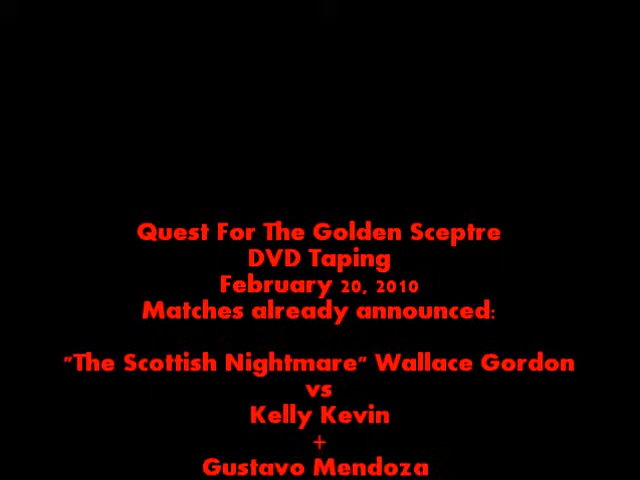 Quest For The Golden Sceptre
DVD Taping
February 20, 2010
Matches already announced:
"The Scottish Nightmare" Wallace Gordon
vs
Kelly Kevin
+
Gustavo Mendoza